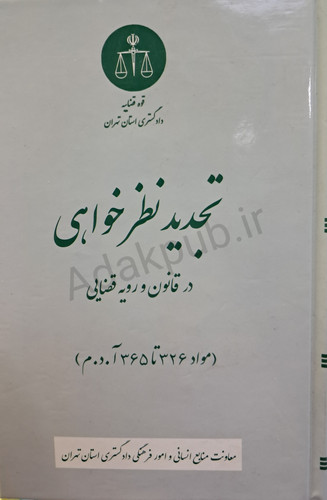 قوه قضائیه
دادگستری استان تهران
تجدیدنظرخواهی
در قانون و رویه قضایی
(مواد ۳۲۶ تا ۳۶۵ آ.د.م)
معاونت منابع انسانی و امور فرهنگی دادگستری استان تهران
Adakpub.ir